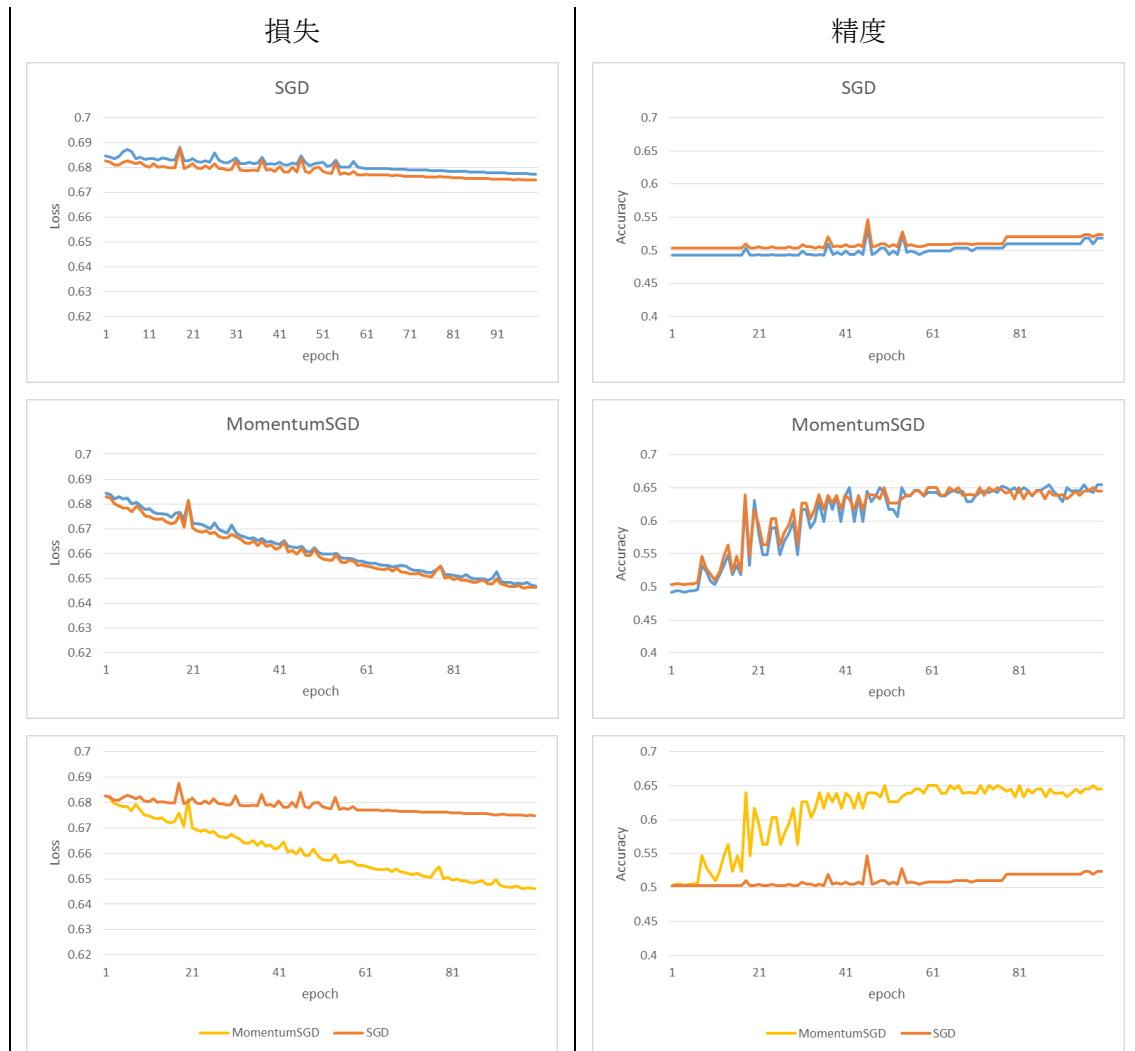 損失
精度
SGD
Loss
0.7
0.69
0.68
0.67
0.66
0.65
0.64
0.63
0.62
1 11 21 31 41 51 61 71 81 91
epoch
SGD
Accuracy
0.7
0.65
0.6
0.55
0.5
0.45
0.4
1 21 41 61 81
epoch
MomentumSGD
Loss
0.7
0.69
0.68
0.67
0.66
0.65
0.64
0.63
0.62
1 21 41 61 81
epoch
MomentumSGD
Accuracy
0.7
0.65
0.6
0.55
0.5
0.45
0.4
1 21 41 61 81
epoch
Loss
0.7
0.69
0.68
0.67
0.66
0.65
0.64
0.63
0.62
1 21 41 61 81
epoch
MomentumSGD SGD
Accuracy
0.7
0.65
0.6
0.55
0.5
0.45
0.4
1 21 41 61 81
epoch
MomentumSGD SGD